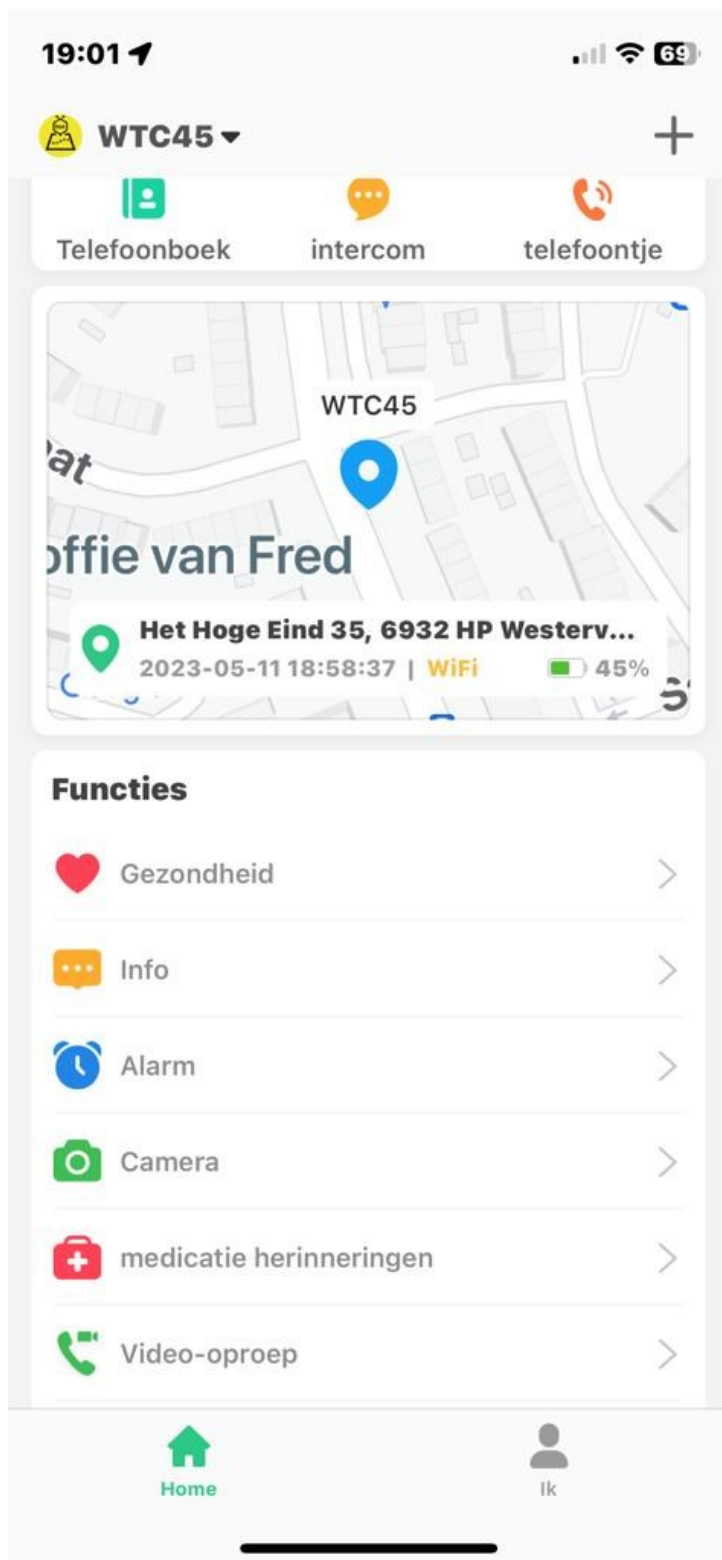 19:01
69
WTC45
Telefoonboek intercom telefoontje
WTC45
at
offie van Fred
Het Hoge Eind 35, 6932 HP Westerv...
2023-05-11 18:58:37 | WiFi 45%
Functies
Gezondheid
Info
Alarm
Camera
medicatie herinneringen
Video-oproep
Home Ik